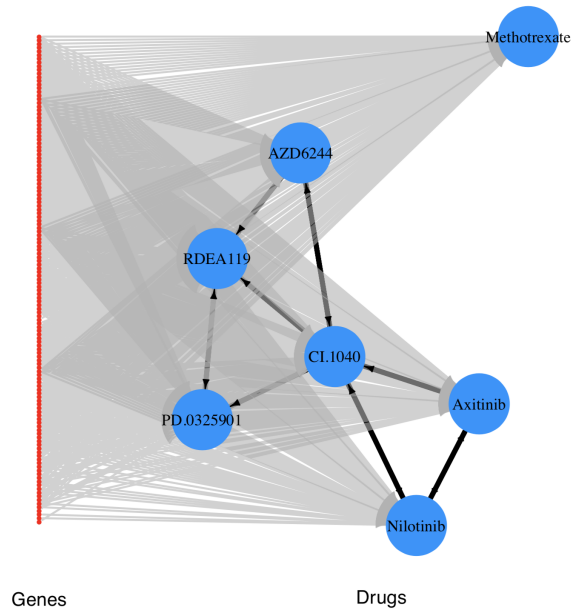 Methotrexate
AZD6244
RDEA119
CI.1040
Axitinib
PD.0325901
Nilotinib
Genes
Drugs